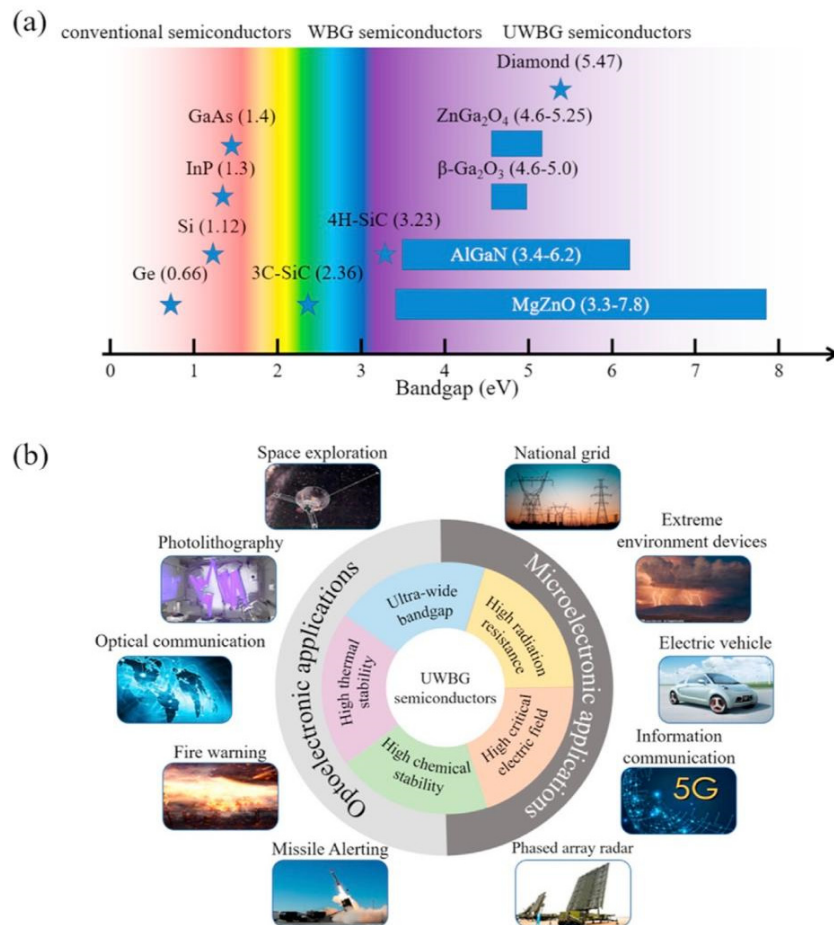 (a)
conventional semiconductors WBG semiconductors UWBG semiconductors
Diamond (5.47)
GaAs (1.4)
ZnGa₂O₄ (4.6-5.25)
InP (1.3)
β-Ga₂O₃ (4.6-5.0)
Si (1.12)
4H-SiC (3.23)
AlGaN (3.4-6.2)
Ge (0.66)
3C-SiC (2.36)
MgZnO (3.3-7.8)
0 1 2 3 4 5 6 7 8
Bandgap (eV)
(b)
Space exploration
National grid
Photolithography
Extreme
environment devices
Optical communication
Electric vehicle
Fire warning
Information
communication
5G
Missile Alerting
Phased array radar
Optoelectronic applications
Microelectronic applications
Ultra-wide
bandgap
High radiation
resistance
High thermal
stability
UWBG
semiconductors
High chemical
stability
High critical
electric field